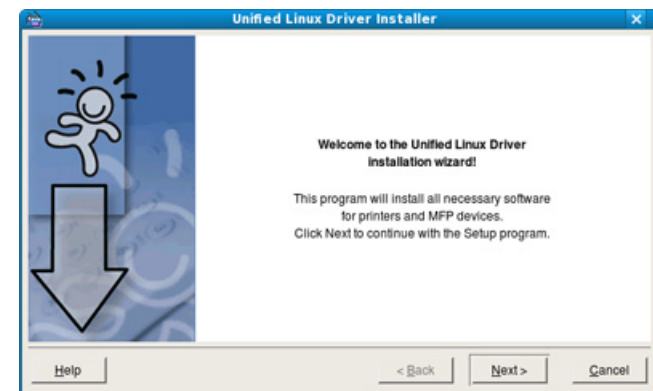 Unified Linux Driver Installer
Welcome to the Unified Linux Driver
installation wizard!
This program will install all necessary software
for printers and MFP devices.
Click Next to continue with the Setup program.
Help
< Back
Next >
Cancel